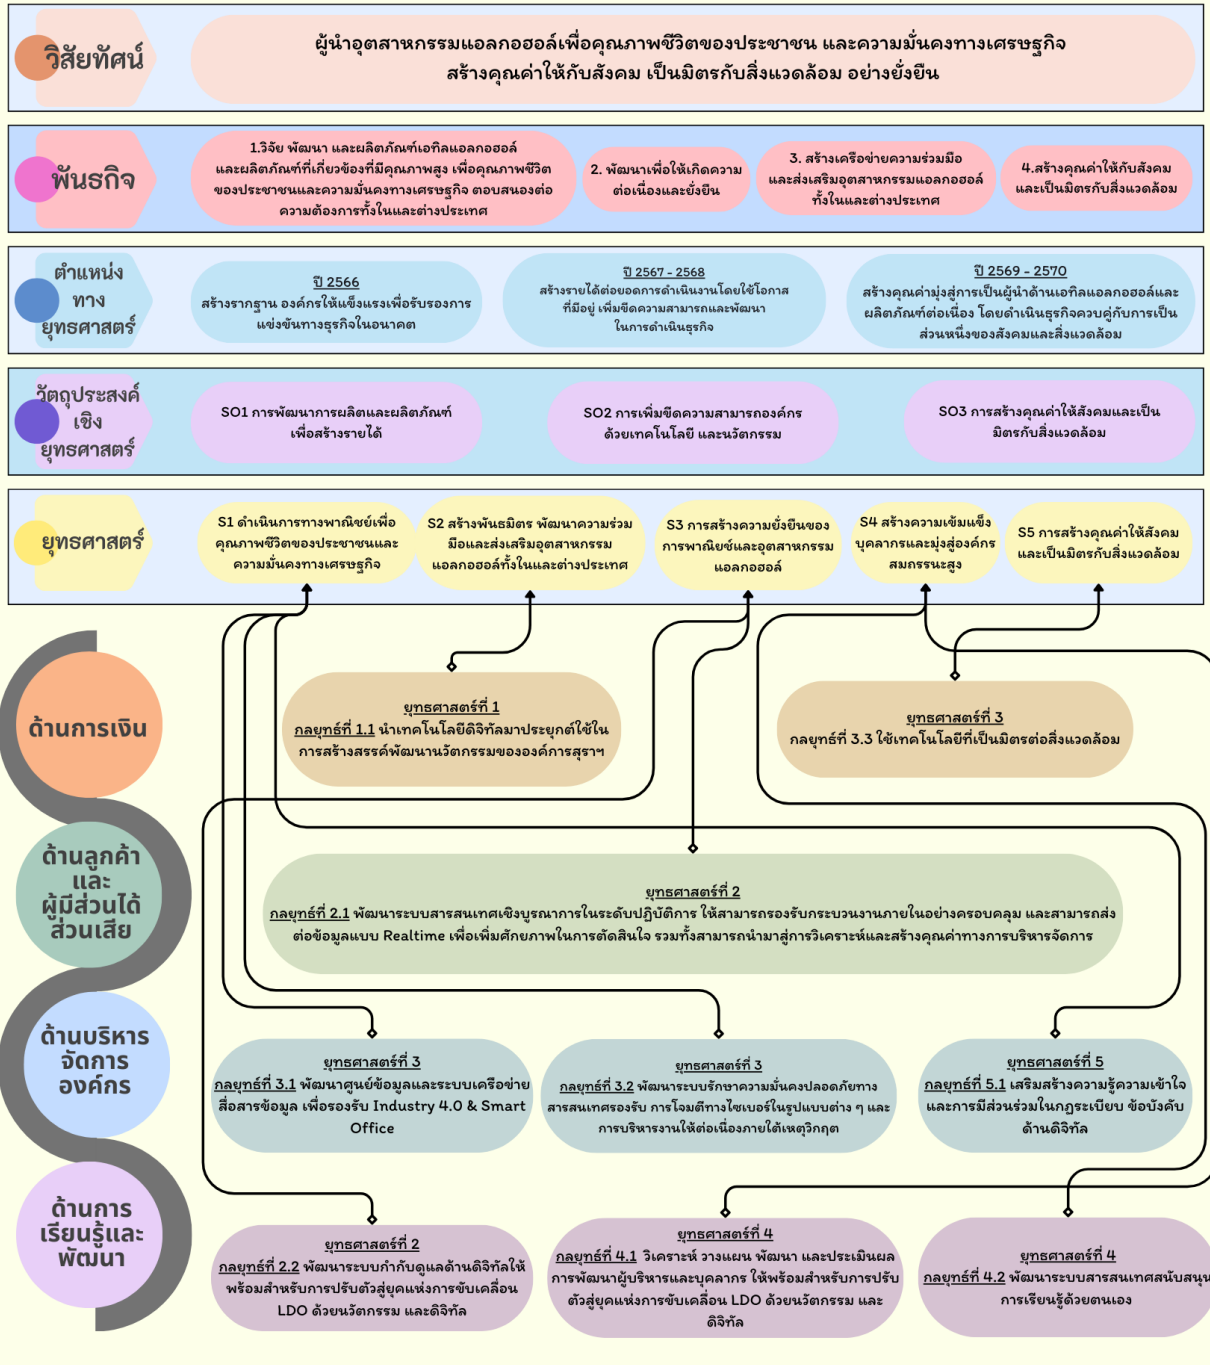 วิสัยทัศน์
ผู้นำอุตสาหกรรมแอลกอฮอล์เพื่อคุณภาพชีวิตของประชาชน และความมั่นคงทางเศรษฐกิจ
สร้างคุณค่าให้กับสังคม เป็นมิตรกับสิ่งแวดล้อม อย่างยั่งยืน
พันธกิจ
1.วิจัย พัฒนา และผลิตภัณฑ์เอทิลแอลกอฮอล์
และผลิตภัณฑ์ที่เกี่ยวข้องที่มีคุณภาพสูง เพื่อคุณภาพชีวิต
ของประชาชนและความมั่นคงทางเศรษฐกิจ ตอบสนองต่อ
ความต้องการทั้งในและต่างประเทศ
2. พัฒนาเพื่อให้เกิดความ
ต่อเนื่องและยั่งยืน
3. สร้างเครือข่ายความร่วมมือ
และส่งเสริมอุตสาหกรรมแอลกอฮอล์
ทั้งในและต่างประเทศ
4.สร้างคุณค่าให้กับสังคม
และเป็นมิตรกับสิ่งแวดล้อม
ตำแหน่ง
ทาง
ยุทธศาสตร์
ปี 2566
สร้างรากฐาน องค์กรให้แข็งแรงเพื่อรับรองการ
แข่งขันทางธุรกิจในอนาคต
ปี 2567 - 2568
สร้างรายได้ต่อยอดการดำเนินงานโดยใช้โอกาส
ที่มีอยู่ เพิ่มขีดความสามารถและพัฒนา
ในการดำเนินธุรกิจ
ปี 2569 - 2570
สร้างคุณค่ามุ่งสู่การเป็นผู้นำด้านเอทิลแอลกอฮอล์และ
ผลิตภัณฑ์ต่อเนื่อง โดยดำเนินธุรกิจควบคู่กับการเป็น
ส่วนหนึ่งของสังคมและสิ่งแวดล้อม
วัตถุประสงค์
เชิง
ยุทธศาสตร์
SO1 การพัฒนาการผลิตและผลิตภัณฑ์
เพื่อสร้างรายได้
SO2 การเพิ่มขีดความสามารถองค์กร
ด้วยเทคโนโลยี และนวัตกรรม
SO3 การสร้างคุณค่าให้สังคมและเป็น
มิตรกับสิ่งแวดล้อม
ยุทธศาสตร์
S1 ดำเนินการทางพาณิชย์เพื่อ
คุณภาพชีวิตของประชาชนและ
ความมั่นคงทางเศรษฐกิจ
S2 สร้างพันธมิตร พัฒนาความร่วม
มือและส่งเสริมอุตสาหกรรม
แอลกอฮอล์ทั้งในและต่างประเทศ
S3 การสร้างความยั่งยืนของ
การพาณิยช์และอุตสาหกรรม
แอลกอฮอล์
S4 สร้างความเข้มแข็ง
บุคลากรและมุ่งสู่องค์กร
สมถรรนะสูง
S5 การสร้างคุณค่าให้สังคม
และเป็นมิตรกับสิ่งแวดล้อม
ด้านการเงิน
ยุทธศาสตร์ที่ 1
กลยุทธ์ที่ 1.1 นำเทคโนโลยีดิจิทัลมาประยุกต์ใช้ใน
การสร้างสรรค์พัฒนานวัตกรรมขององค์การสุราฯ
ยุทธศาสตร์ที่ 3
กลยุทธ์ที่ 3.3 ใช้เทคโนโลยีที่เป็นมิตรต่อสิ่งแวดล้อม
ด้านลูกค้า
และ
ผู้มีส่วนได้
ส่วนเสีย
ยุทธศาสตร์ที่ 2
กลยุทธ์ที่ 2.1 พัฒนาระบบสารสนเทศเชิงบูรณาการในระดับปฏิบัติการ ให้สามารถรองรับกระบวนงานภายในอย่างครอบคลุม และสามารถส่ง
ต่อข้อมูลแบบ Realtime เพื่อเพิ่มศักยภาพในการตัดสินใจ รวมทั้งสามารถนำมาสู่การวิเคราะห์และสร้างคุณค่าทางการบริหารจัดการ
ด้านบริหาร
จัดการ
องค์กร
ยุทธศาสตร์ที่ 3
กลยุทธ์ที่ 3.1 พัฒนาศูนย์ข้อมูลและระบบเครือข่าย
สื่อสารข้อมูล เพื่อรองรับ Industry 4.0 & Smart
Office
ยุทธศาสตร์ที่ 3
กลยุทธ์ที่ 3.2 พัฒนาระบบรักษาความมั่นคงปลอดภัยทาง
สารสนเทศรองรับ การโจมตีทางไซเบอร์ในรูปแบบต่าง ๆ และ
การบริหารงานให้ต่อเนื่องภายใต้เหตุวิกฤต
ยุทธศาสตร์ที่ 5
กลยุทธ์ที่ 5.1 เสริมสร้างความรู้ความเข้าใจ
และการมีส่วนร่วมในกฎระเบียบ ข้อบังคับ
ด้านดิจิทัล
ด้านการ
เรียนรู้และ
พัฒนา
ยุทธศาสตร์ที่ 2
กลยุทธ์ที่ 2.2 พัฒนาระบบกำกับดูแลด้านดิจิทัลให้
พร้อมสำหรับการปรับตัวสู่ยุคแห่งการขับเคลื่อน
LDO ด้วยนวัตกรรม และดิจิทัล
ยุทธศาสตร์ที่ 4
กลยุทธ์ที่ 4.1 วิเคราะห์ วางแผน พัฒนา และประเมินผล
การพัฒนาผู้บริหารและบุคลากร ให้พร้อมสำหรับการปรับ
ตัวสู่ยุคแห่งการขับเคลื่อน LDO ด้วยนวัตกรรม และ
ดิจิทัล
ยุทธศาสตร์ที่ 4
กลยุทธ์ที่ 4.2 พัฒนาระบบสารสนเทศสนับสนุน
การเรียนรู้ด้วยตนเอง